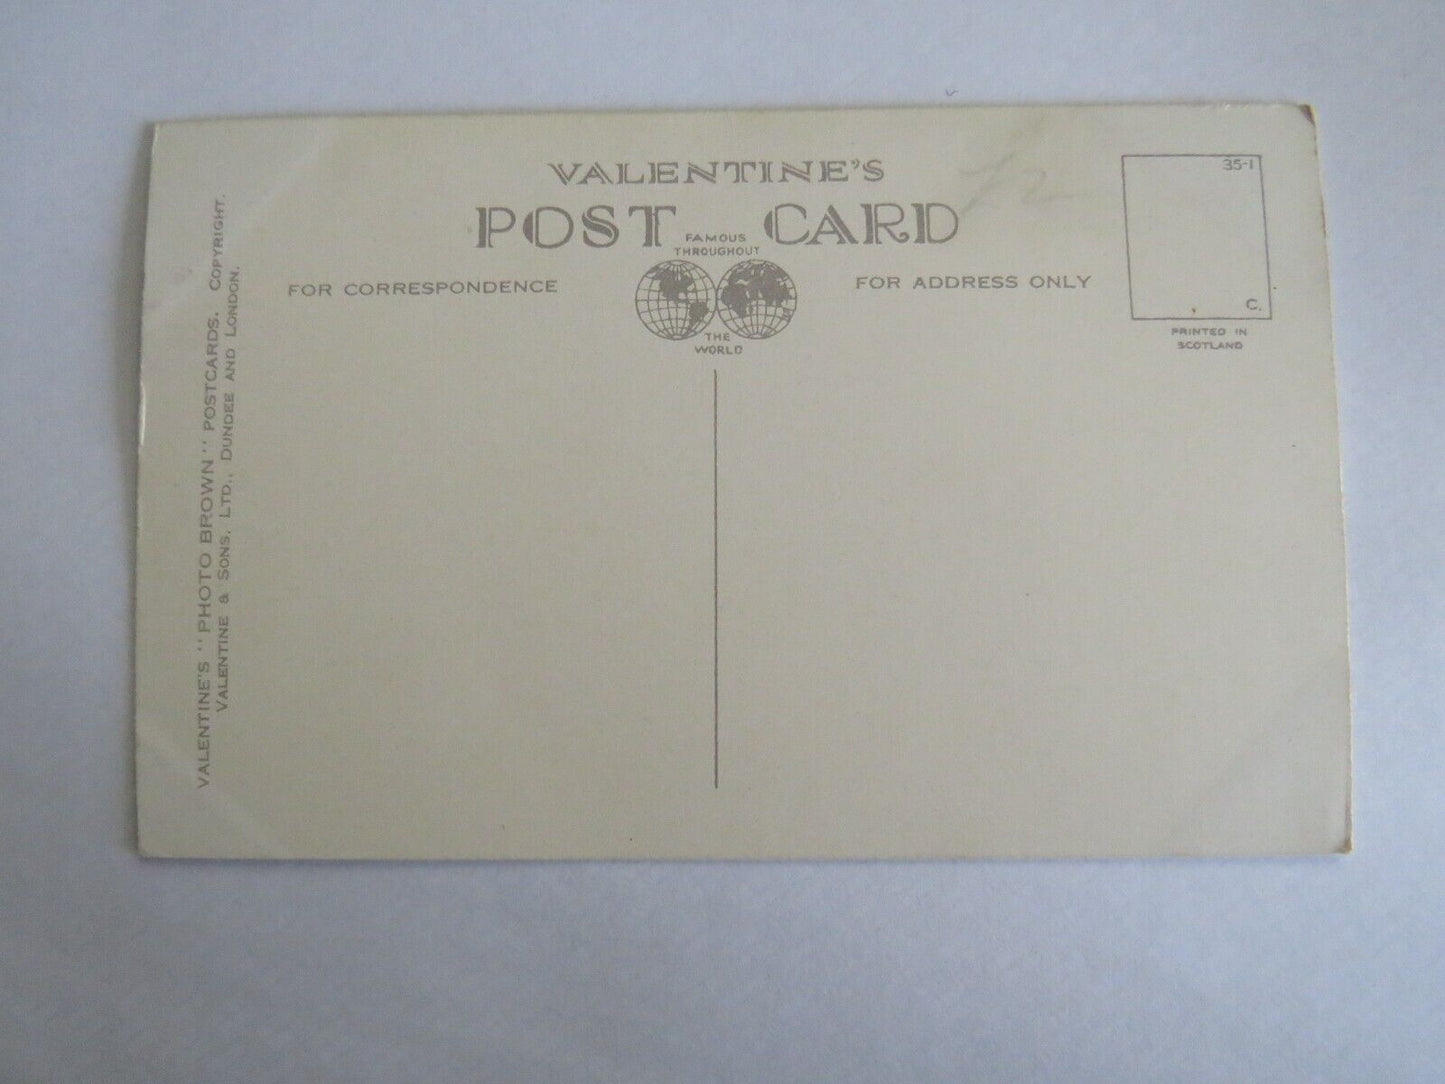 VALENTINE'S
POST CARD
FAMOUS
THROUGHOUT
THE
WORLD
FOR CORRESPONDENCE
FOR ADDRESS ONLY
35-1
C.
PRINTED IN
SCOTLAND
VALENTINE'S "PHOTO BROWN" POSTCARDS. COPYRIGHT.
VALENTINE & SONS, LTD., DUNDEE AND LONDON.